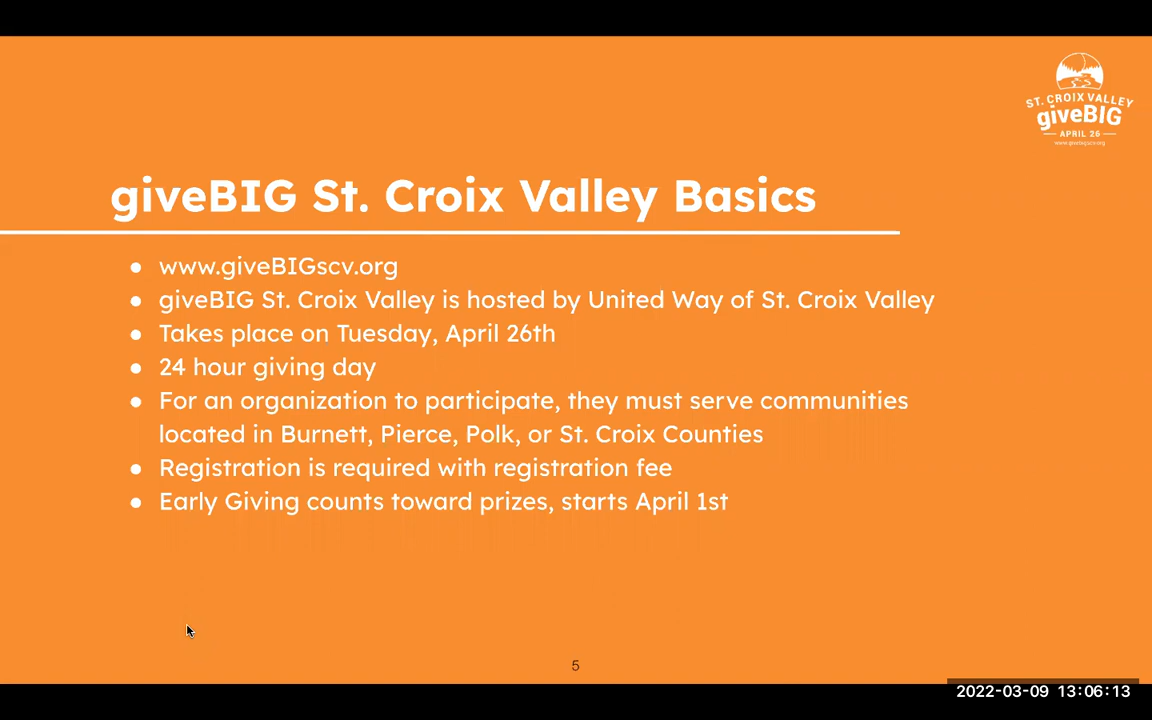 ST. CROIX VALLEY
giveBIG
APRIL 26
www.givebigscv.org
giveBIG St. Croix Valley Basics
● www.giveBIGscv.org
● giveBIG St. Croix Valley is hosted by United Way of St. Croix Valley
● Takes place on Tuesday, April 26th
● 24 hour giving day
● For an organization to participate, they must serve communities
located in Burnett, Pierce, Polk, or St. Croix Counties
● Registration is required with registration fee
● Early Giving counts toward prizes, starts April 1st
5
2022-03-09 13:06:13